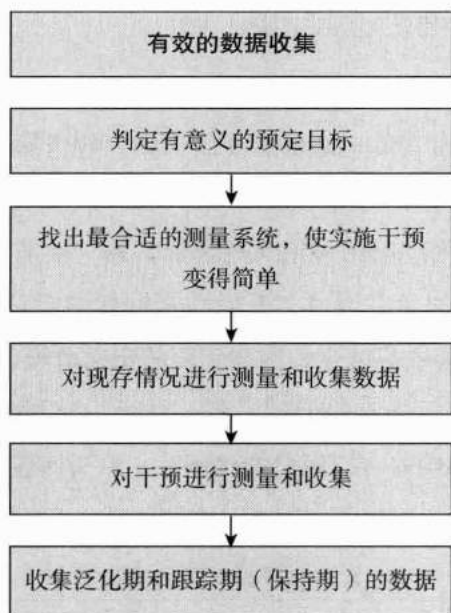 有效的数据收集
判定有意义的预定目标
找出最合适的测量系统，使实施干预
变得简单
对现存情况进行测量和收集数据
对干预进行测量和收集
收集泛化期和跟踪期（保持期）的数据